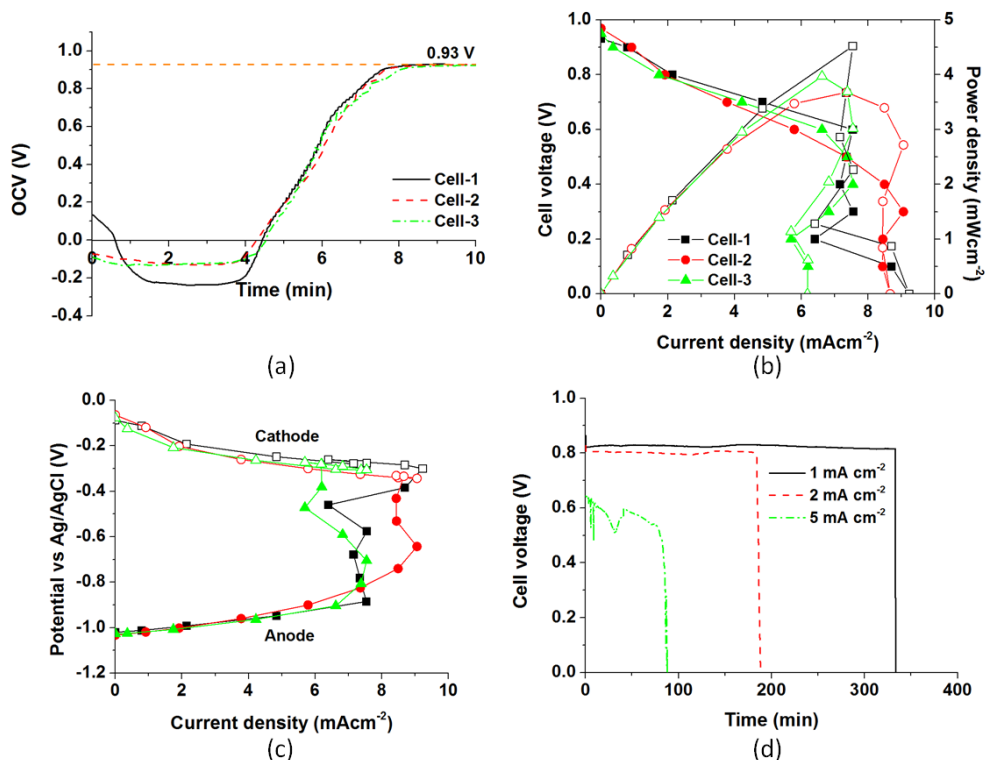 (a)
OCV (V)
1.0
0.8
0.6
0.4
0.2
0.0
-0.2
-0.4
0.93 V
Cell-1
Cell-2
Cell-3
0
2
4
6
8
10
Time (min)
(b)
Cell voltage (V)
1.0
0.8
0.6
0.4
0.2
0.0
5
4
3
2
1
0
Power density (mWcm-2)
Cell-1
Cell-2
Cell-3
0
2
4
6
8
10
Current density (mAcm-2)
(c)
Potential vs Ag/AgCl (V)
0.0
-0.2
-0.4
-0.6
-0.8
-1.0
-1.2
Cathode
Anode
0
2
4
6
8
10
Current density (mAcm-2)
(d)
Cell voltage (V)
1.0
0.8
0.6
0.4
0.2
0.0
1 mA cm-2
2 mA cm-2
5 mA cm-2
0
100
200
300
400
Time (min)